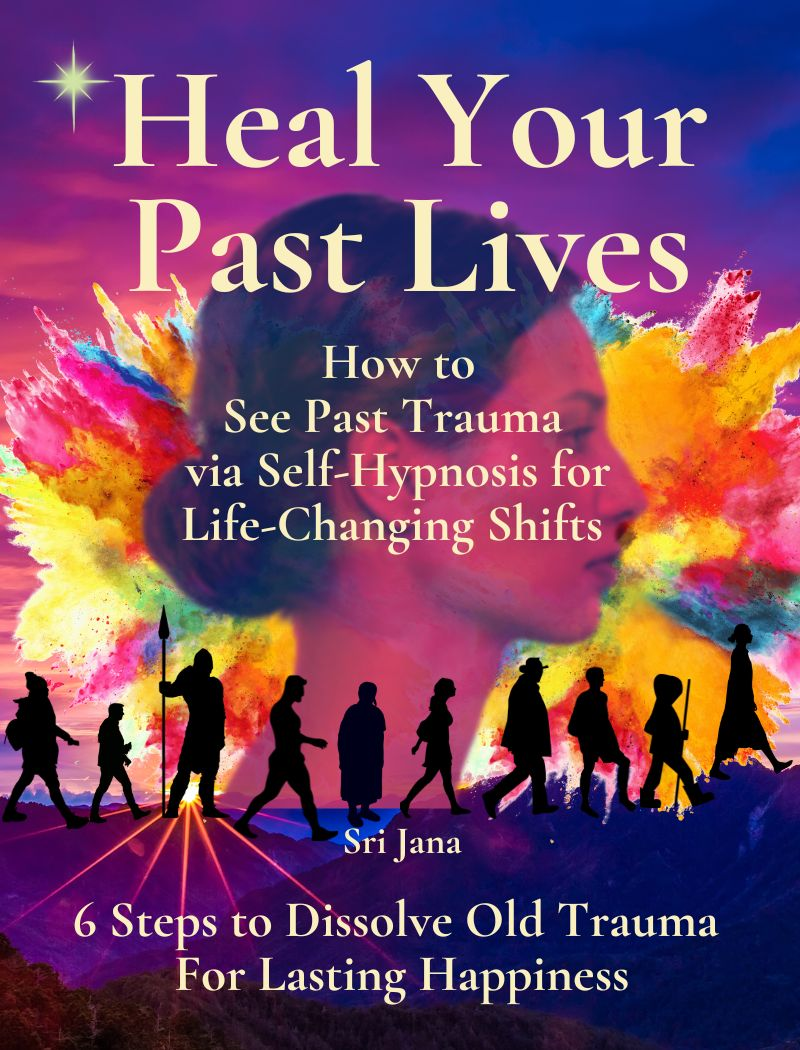 Heal Your
Past Lives
How to
See Past Trauma
via Self-Hypnosis for
Life-Changing Shifts
Sri Jana
6 Steps to Dissolve Old Trauma
For Lasting Happiness